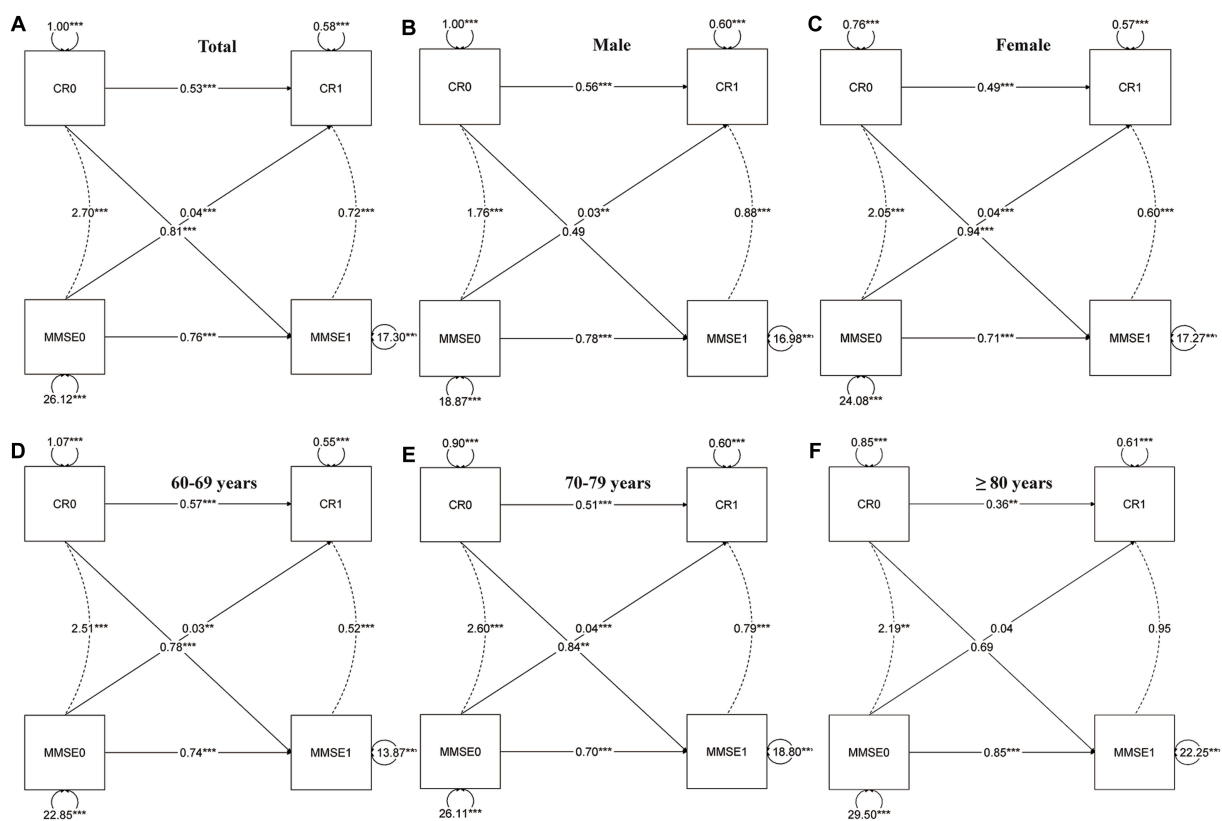 A
Total
1.00***
0.58***
CR0
0.53***
CR1
2.70***
0.04***
0.72***
0.81***
MMSE0
0.76***
MMSE1
17.30***
26.12***
B
Male
1.00***
0.60***
CR0
0.56***
CR1
1.76***
0.03**
0.88***
0.49
MMSE0
0.78***
MMSE1
16.98**
18.87***
C
Female
0.76***
0.57***
CR0
0.49***
CR1
2.05***
0.04***
0.60***
0.94***
MMSE0
0.71***
MMSE1
17.27**
24.08***
D
60-69 years
1.07***
0.55***
CR0
0.57***
CR1
2.51***
0.03**
0.52***
0.78***
MMSE0
0.74***
MMSE1
13.87**
22.85***
E
70-79 years
0.90***
0.60***
CR0
0.51***
CR1
2.60***
0.04***
0.79***
0.84**
MMSE0
0.70***
MMSE1
18.80**
26.11***
F
≥ 80 years
0.85***
0.61***
CR0
0.36**
CR1
2.19**
0.04
0.95
0.69
MMSE0
0.85***
MMSE1
22.25**
29.50***